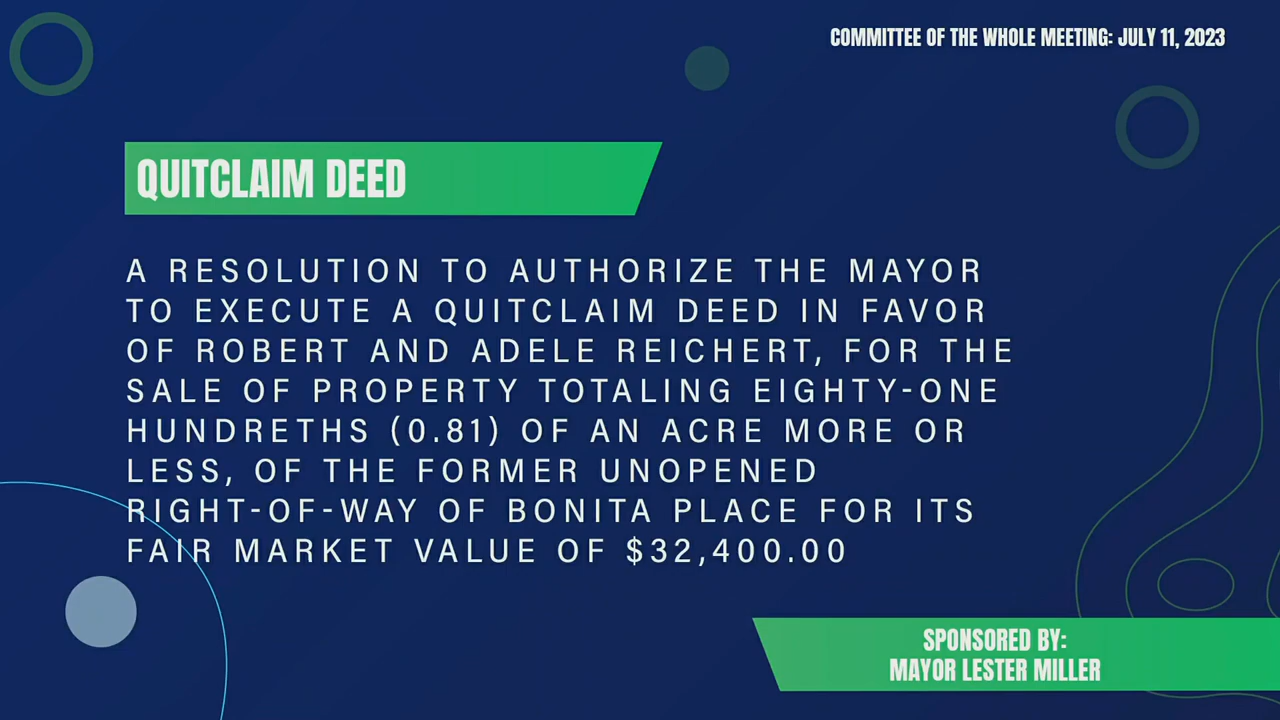 COMMITTEE OF THE WHOLE MEETING: JULY 11, 2023
QUITCLAIM DEED
A RESOLUTION TO AUTHORIZE THE MAYOR
TO EXECUTE A QUITCLAIM DEED IN FAVOR
OF ROBERT AND ADELE REICHERT, FOR THE
SALE OF PROPERTY TOTALING EIGHTY-ONE
HUNDRETHS (0.81) OF AN ACRE MORE OR
LESS, OF THE FORMER UNOPENED
RIGHT-OF-WAY OF BONITA PLACE FOR ITS
FAIR MARKET VALUE OF $32,400.00
SPONSORED BY:
MAYOR LESTER MILLER